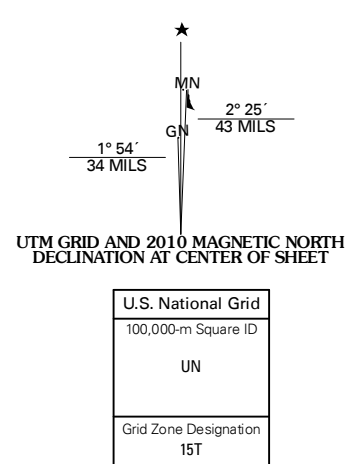 MN
2° 25´
43 MILS
GN
1° 54´
34 MILS
UTM GRID AND 2010 MAGNETIC NORTH
DECLINATION AT CENTER OF SHEET
U.S. National Grid
100,000-m Square ID
UN
Grid Zone Designation
15T